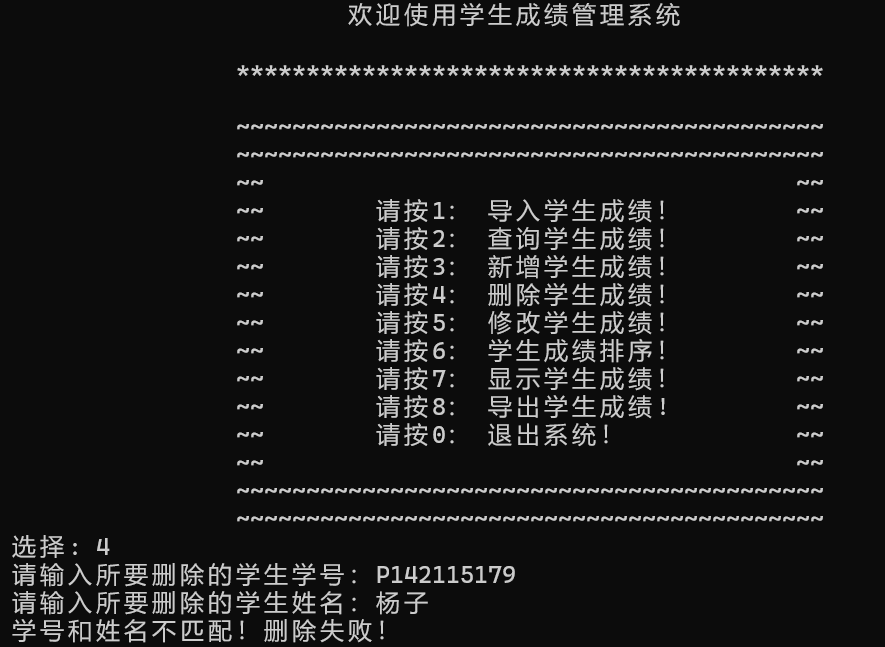 欢迎使用学生成绩管理系统
******************************************
~~~~~~~~~~~~~~~~~~~~~~~~~~~~~~~~~~~~~~~~~~
~~~~~~~~~~~~~~~~~~~~~~~~~~~~~~~~~~~~~~~~~~
~~ ~~
~~ 请按1: 导入学生成绩! ~~
~~ 请按2: 查询学生成绩! ~~
~~ 请按3: 新增学生成绩! ~~
~~ 请按4: 删除学生成绩! ~~
~~ 请按5: 修改学生成绩! ~~
~~ 请按6: 学生成绩排序! ~~
~~ 请按7: 显示学生成绩! ~~
~~ 请按8: 导出学生成绩! ~~
~~ 请按0: 退出系统! ~~
~~ ~~
~~~~~~~~~~~~~~~~~~~~~~~~~~~~~~~~~~~~~~~~~~
~~~~~~~~~~~~~~~~~~~~~~~~~~~~~~~~~~~~~~~~~~
选择: 4
请输入所要删除的学生学号: P142115179
请输入所要删除的学生姓名: 杨子
学号和姓名不匹配! 删除失败!